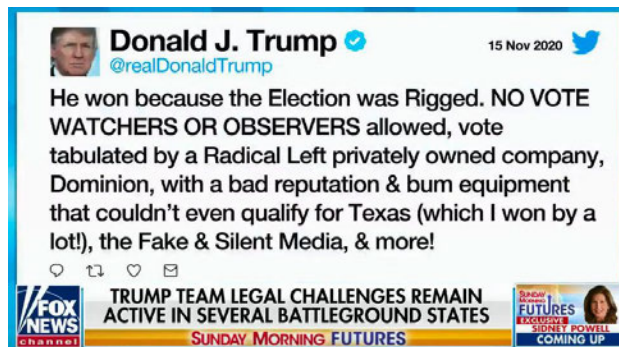 Donald J. Trump
15 Nov 2020
@realDonaldTrump
He won because the Election was Rigged. NO VOTE
WATCHERS OR OBSERVERS allowed, vote
tabulated by a Radical Left privately owned company,
Dominion, with a bad reputation & bum equipment
that couldn't even qualify for Texas (which I won by a
lot!), the Fake & Silent Media, & more!
FOX
NEWS
channel
TRUMP TEAM LEGAL CHALLENGES REMAIN
ACTIVE IN SEVERAL BATTLEGROUND STATES
SUNDAY MORNING FUTURES
SUNDAY
MORNING
FUTURES
EXCLUSIVE
SIDNEY POWELL
COMING UP